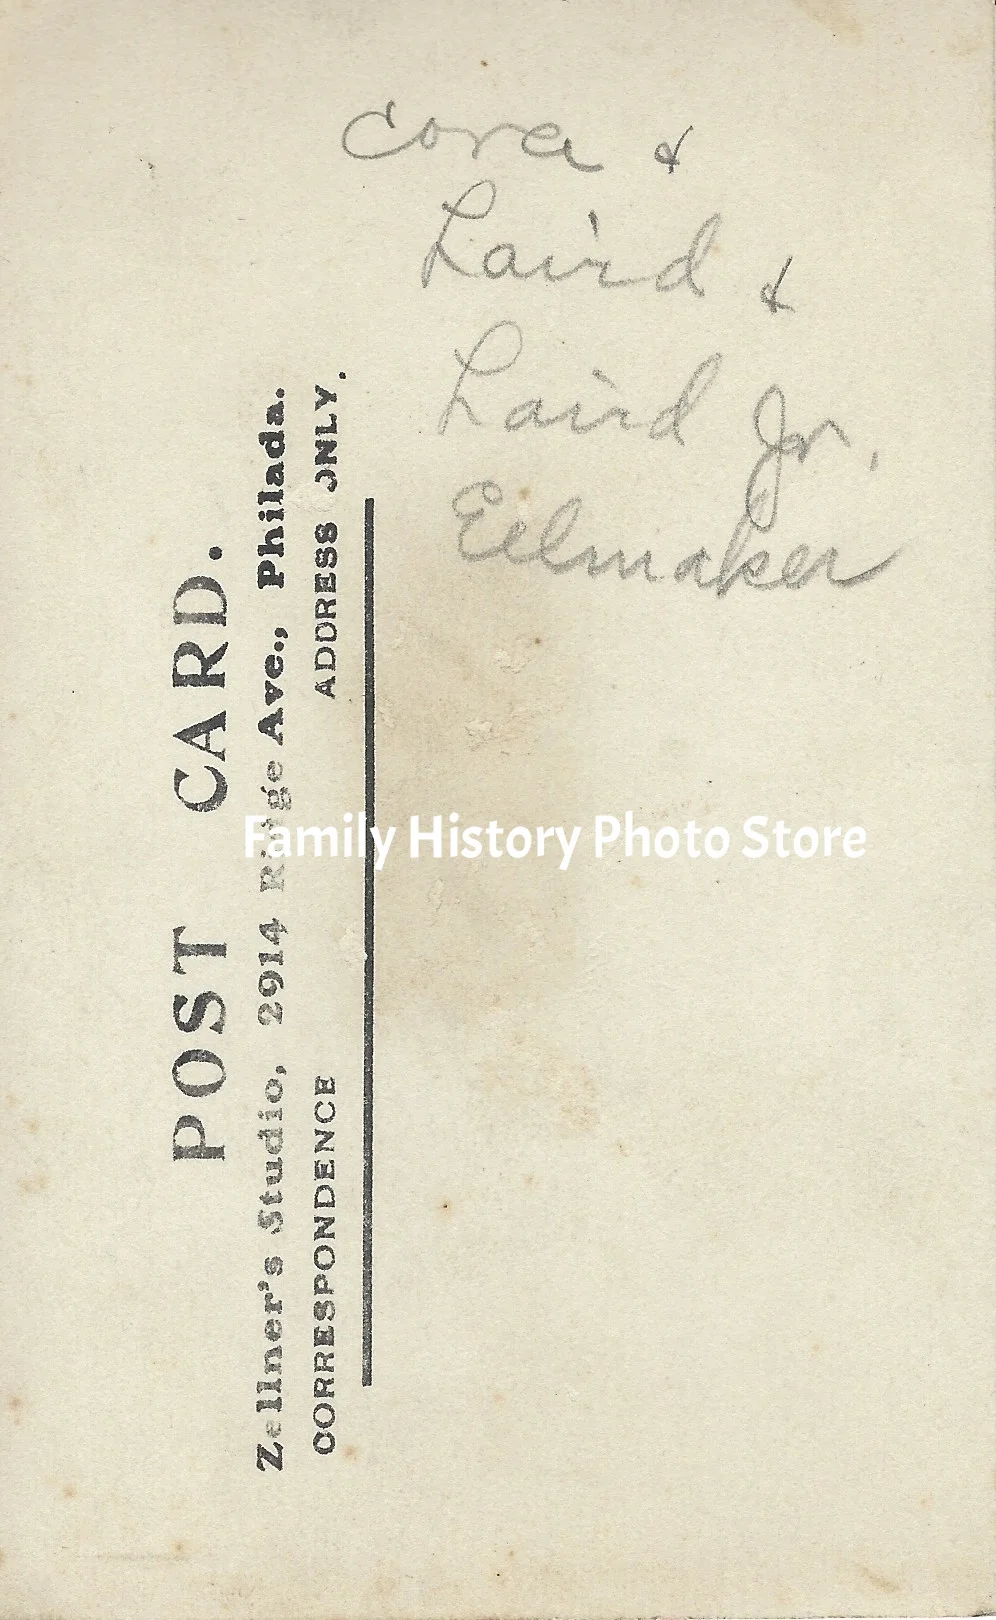 Cora &
Laird &
Laird Jr.
Eilmaker
POST CARD.
Zellner's Studio, 2914 Ridge Ave., Philada.
CORRESPONDENCE ADDRESS ONLY.
Family History Photo Store